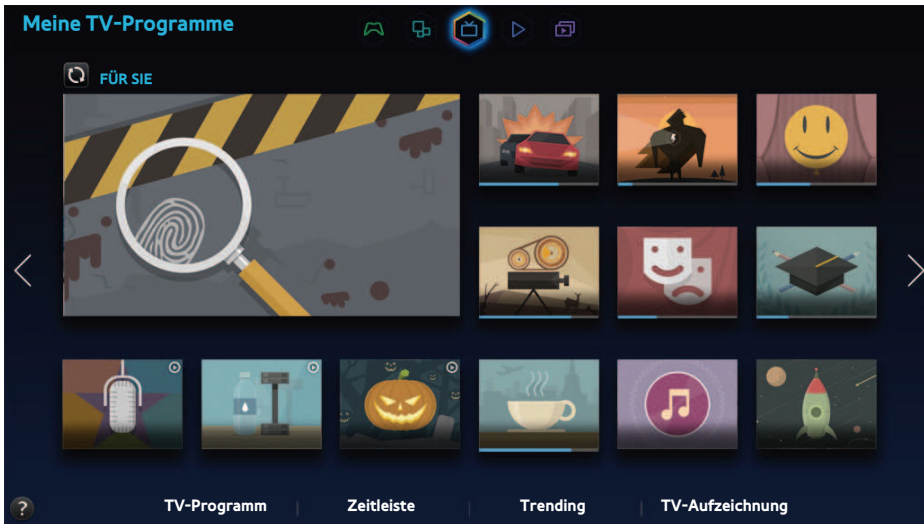 Meine TV-Programme
FÜR SIE
?
TV-Programm
Zeitleiste
Trending
TV-Aufzeichnung